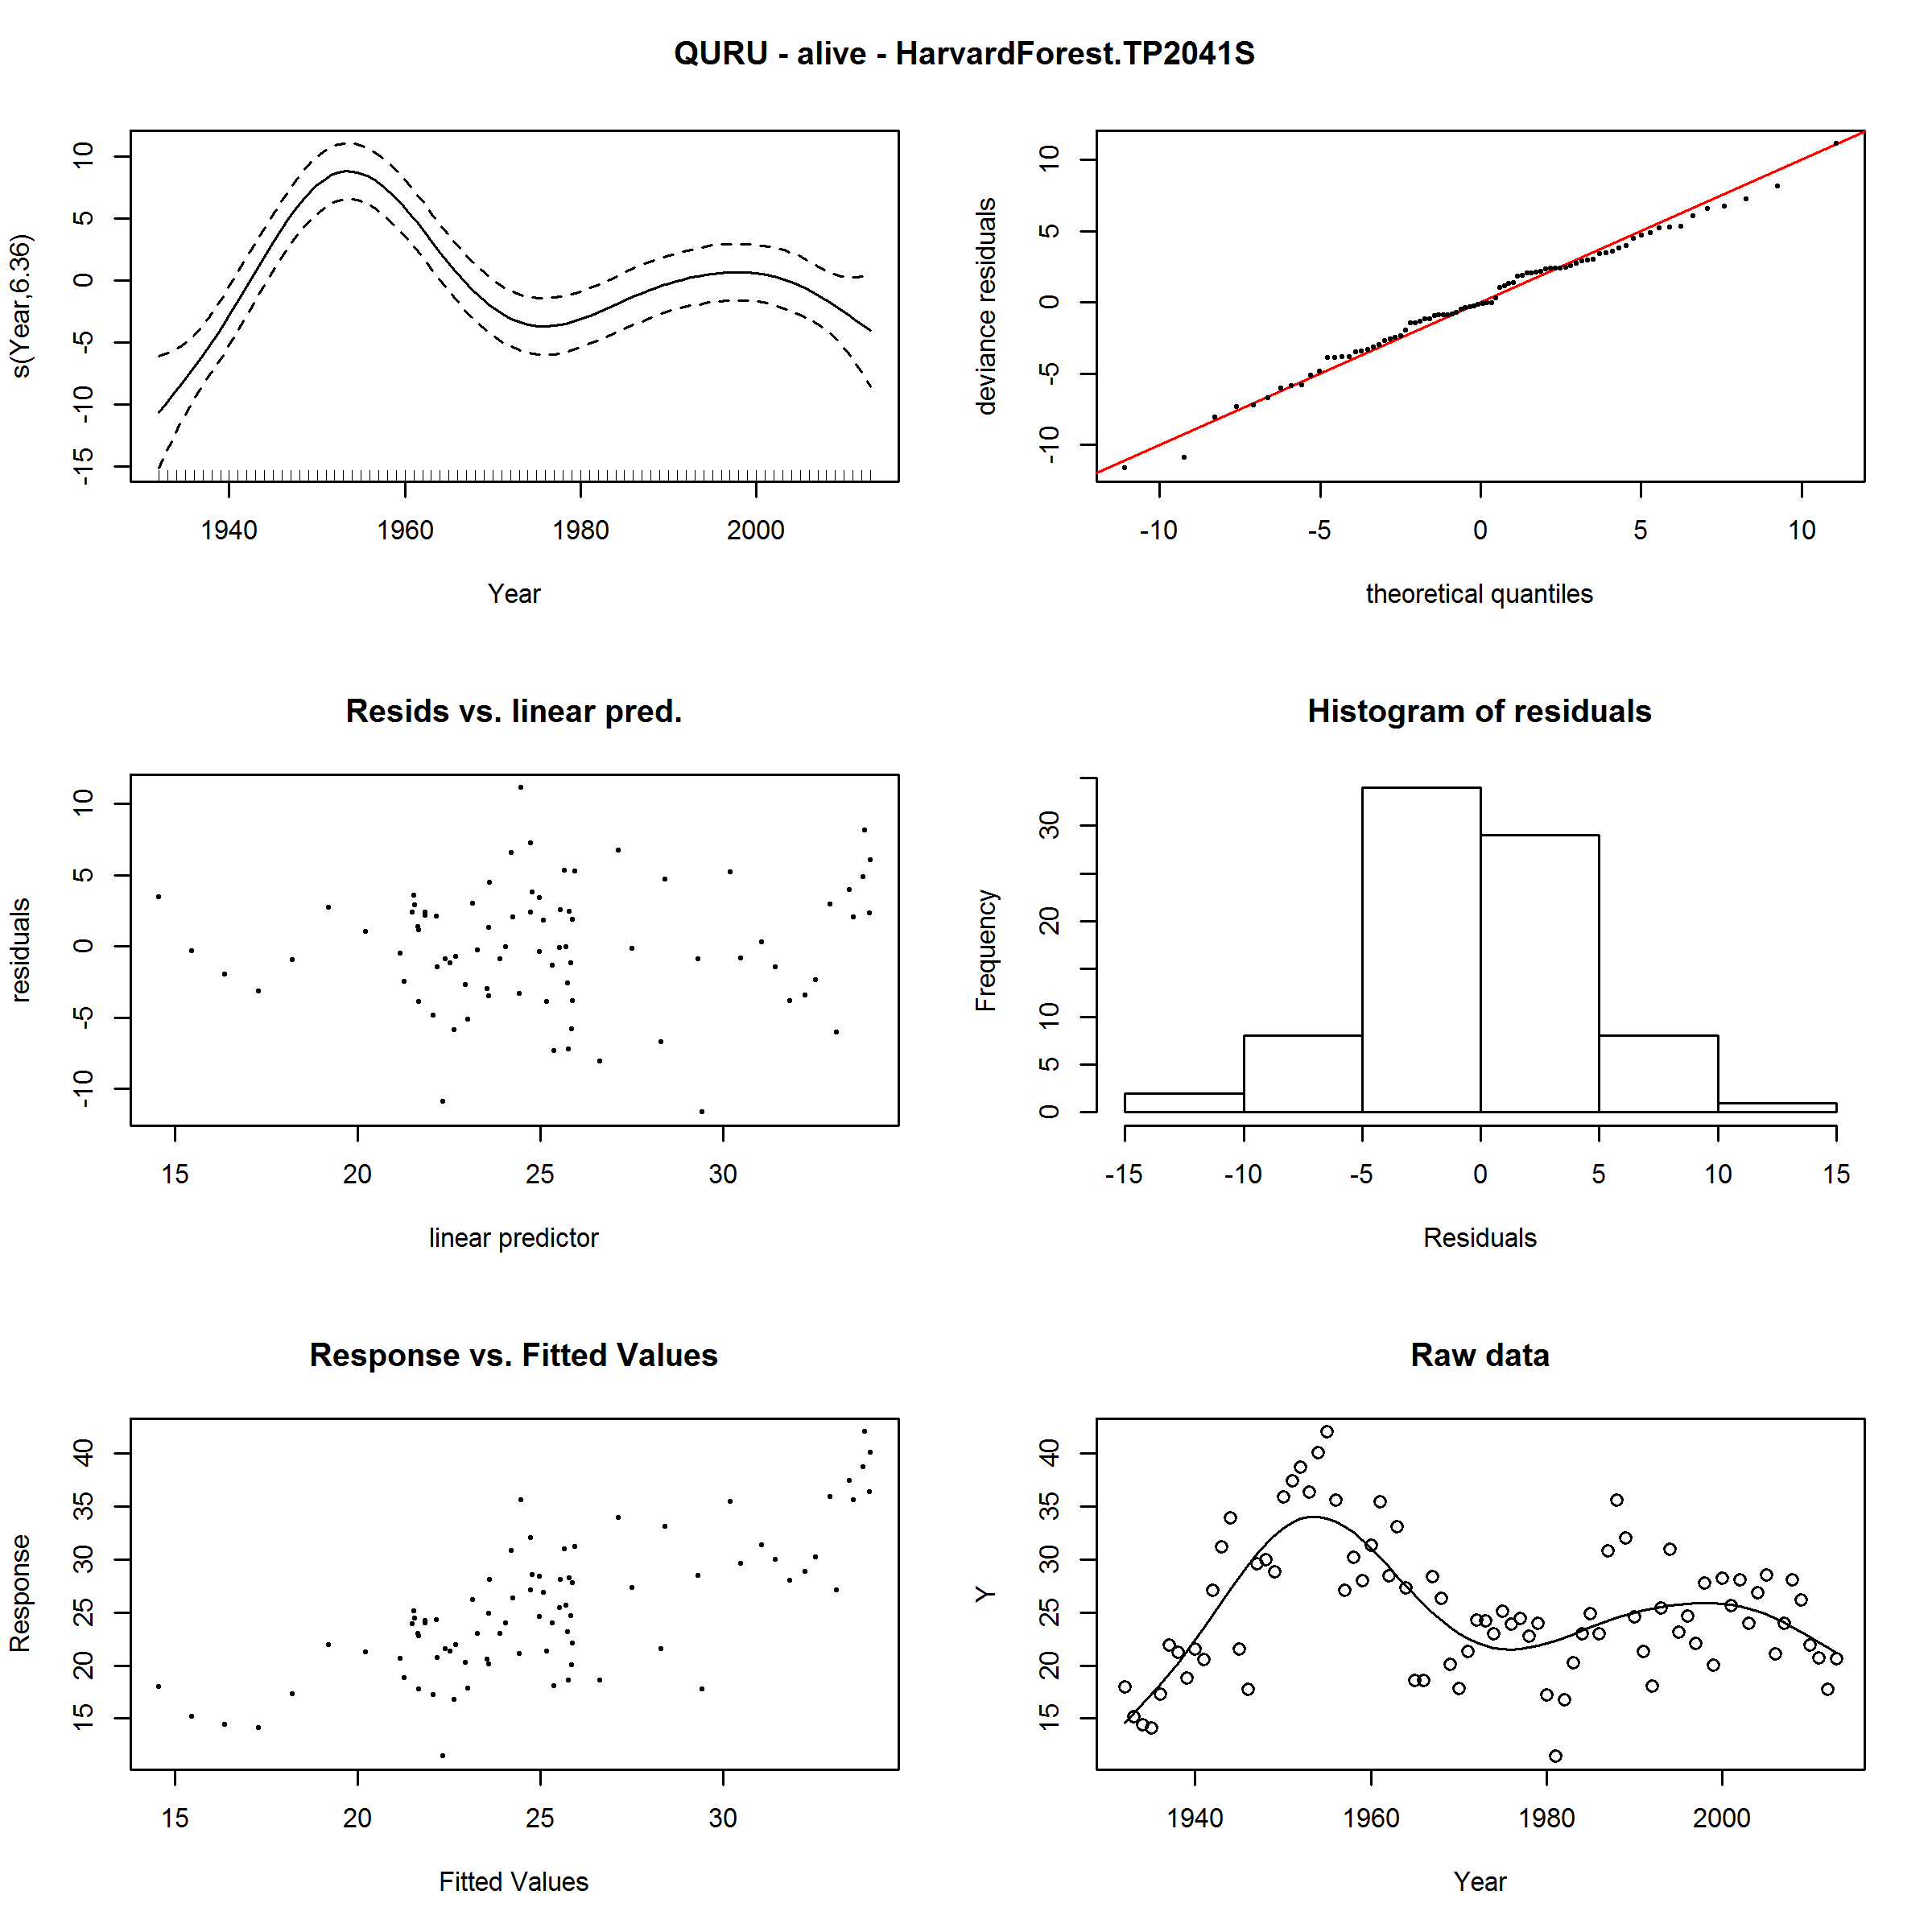 QURU - alive - HarvardForest.TP2041S
s(Year,6.36)
10
5
0
-5
-10
-15
1940 1960 1980 2000
Year
deviance residuals
10
5
0
-5
-10
-10 -5 0 5 10
theoretical quantiles
Resids vs. linear pred.
residuals
10
5
0
-5
-10
15 20 25 30
linear predictor
Histogram of residuals
Frequency
30
20
10
5
0
-15 -10 -5 0 5 10 15
Residuals
Response vs. Fitted Values
Response
40
35
30
25
20
15
15 20 25 30
Fitted Values
Raw data
Y
40
35
30
25
20
15
1940 1960 1980 2000
Year